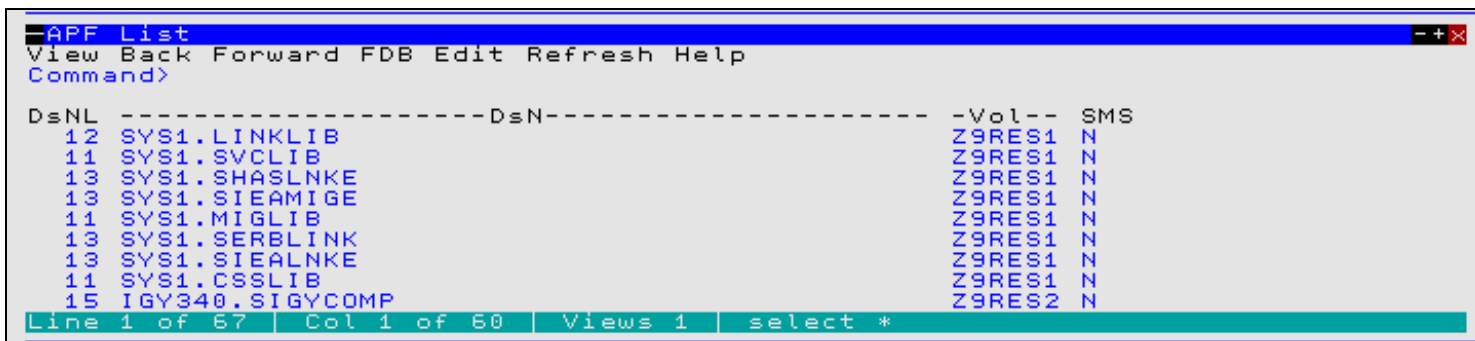 APF List
View Back Forward FDB Edit Refresh Help
Command>
DsNL --------------------DsN--------------------- -Vol-- SMS
12 SYS1.LINKLIB Z9RES1 N
11 SYS1.SVCLIB Z9RES1 N
13 SYS1.SHASLNKE Z9RES1 N
13 SYS1.SIEAMIGE Z9RES1 N
11 SYS1.MIGLIB Z9RES1 N
13 SYS1.SERBLINK Z9RES1 N
13 SYS1.SIEALNKE Z9RES1 N
11 SYS1.CSSLIB Z9RES1 N
15 IGY340.SIGYCOMP Z9RES2 N
Line 1 of 67 | Col 1 of 60 | Views 1 | select *